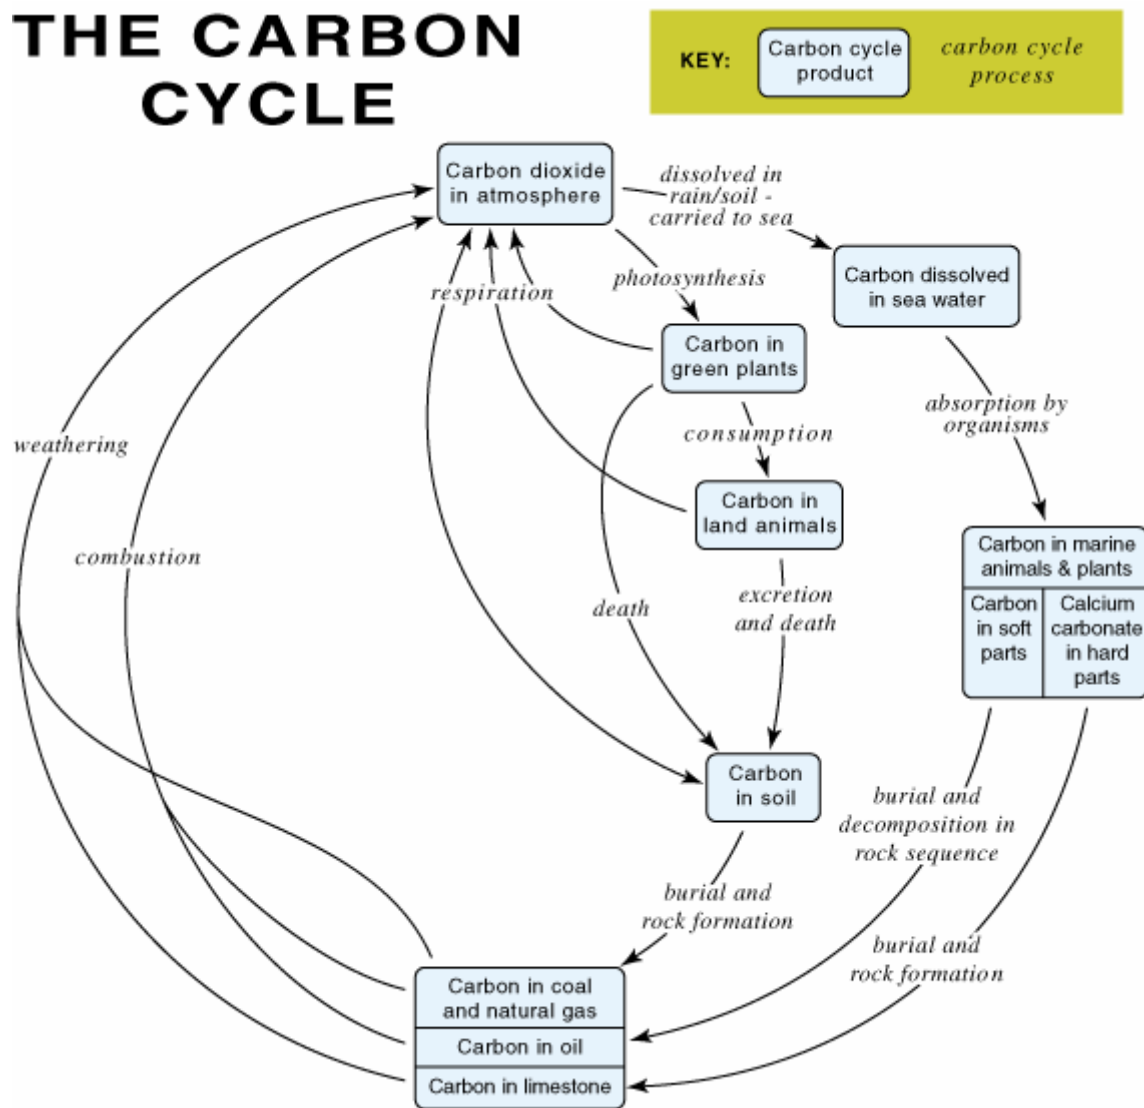 THE CARBON
CYCLE
KEY:
Carbon cycle
product
carbon cycle
process
Carbon dioxide
in atmosphere
dissolved in
rain/soil -
carried to sea
Carbon dissolved
in sea water
respiration
photosynthesis
Carbon in
green plants
absorption by
organisms
weathering
consumption
Carbon in
land animals
combustion
death
excretion
and death
Carbon in marine
animals & plants
Carbon
in soft
parts
Calcium
carbonate
in hard
parts
Carbon
in soil
burial and
decomposition in
rock sequence
burial and
rock formation
burial and
rock formation
Carbon in coal
and natural gas
Carbon in oil
Carbon in limestone